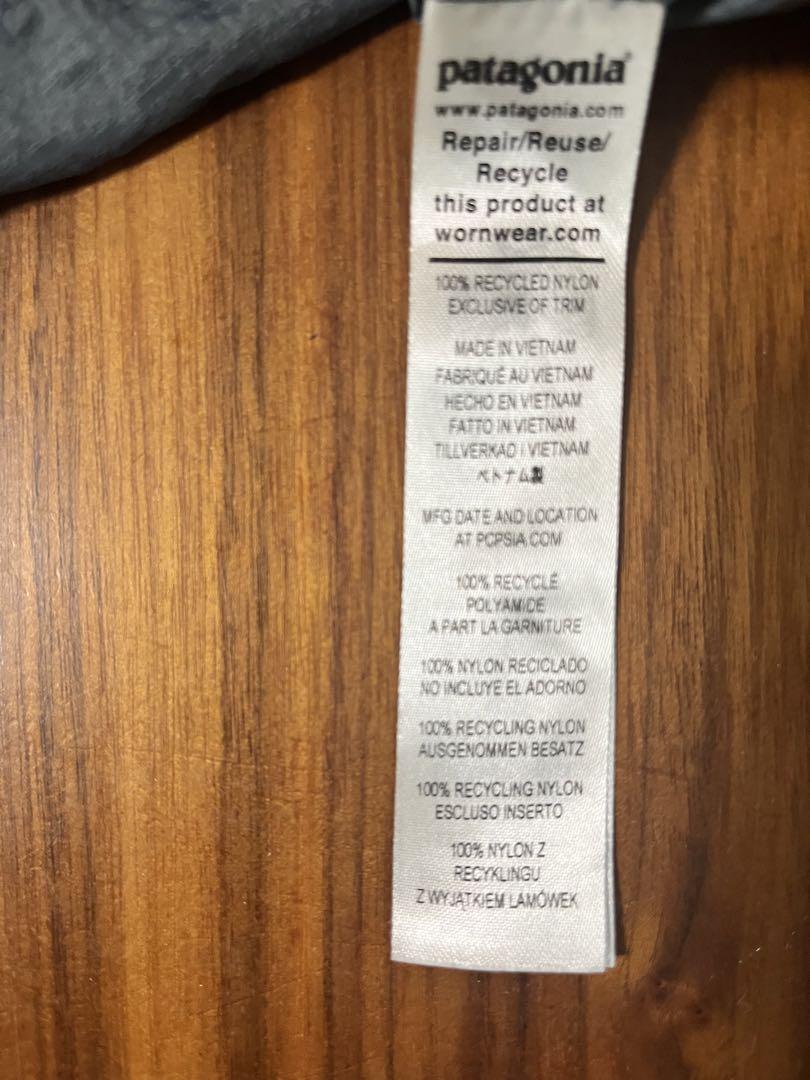 patagonia®
www.patagonia.com
Repair/Reuse/
Recycle
this product at
wornwear.com
100% RECYCLED NYLON
EXCLUSIVE OF TRIM
MADE IN VIETNAM
FABRIQUÉ AU VIETNAM
HECHO EN VIETNAM
FATTO IN VIETNAM
TILLVERKAD I VIETNAM
ベトナム製
MFG DATE AND LOCATION
AT PCPSIA.COM
100% RECYCLÉ
POLYAMIDE
A PART LA GARNITURE
100% NYLON RECICLADO
NO INCLUYE EL ADORNO
100% RECYCLING NYLON
AUSGENOMMEN BESATZ
100% RECYCLING NYLON
ESCLUSO INSERTO
100% NYLON Z
RECYKLINGU
Z WYJĄTKIEM LAMÓWEK